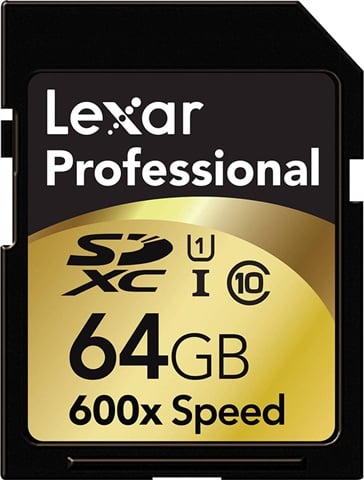 Lexar
Professional
SD XC U1 I 10
64GB
600x Speed